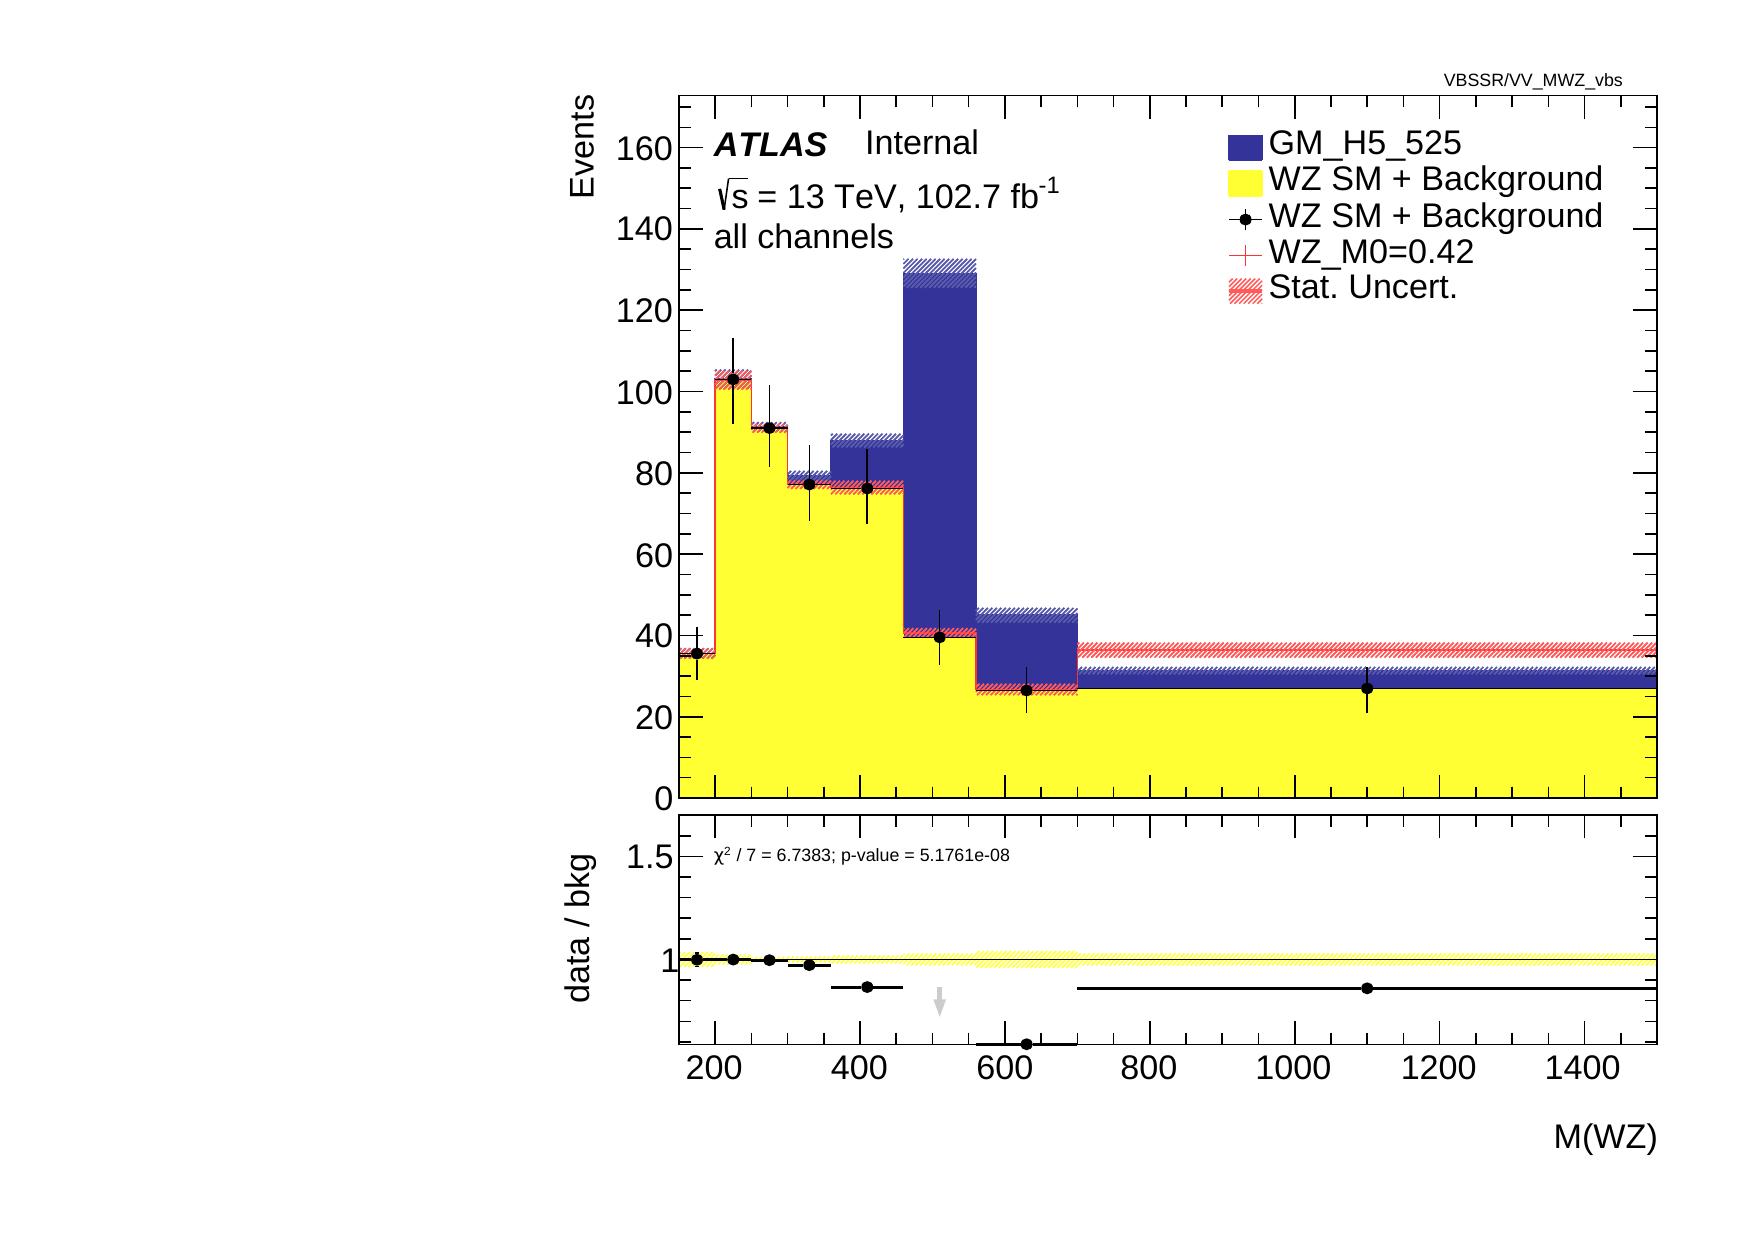 VBSSR/VV_MWZ_vbs
Events
160
140
120
100
80
60
40
20
0
ATLAS Internal
√s = 13 TeV, 102.7 fb-1
all channels
GM_H5_525
WZ SM + Background
WZ SM + Background
WZ_M0=0.42
Stat. Uncert.
data / bkg
1.5
1
χ² / 7 = 6.7383; p-value = 5.1761e-08
200 400 600 800 1000 1200 1400
M(WZ)